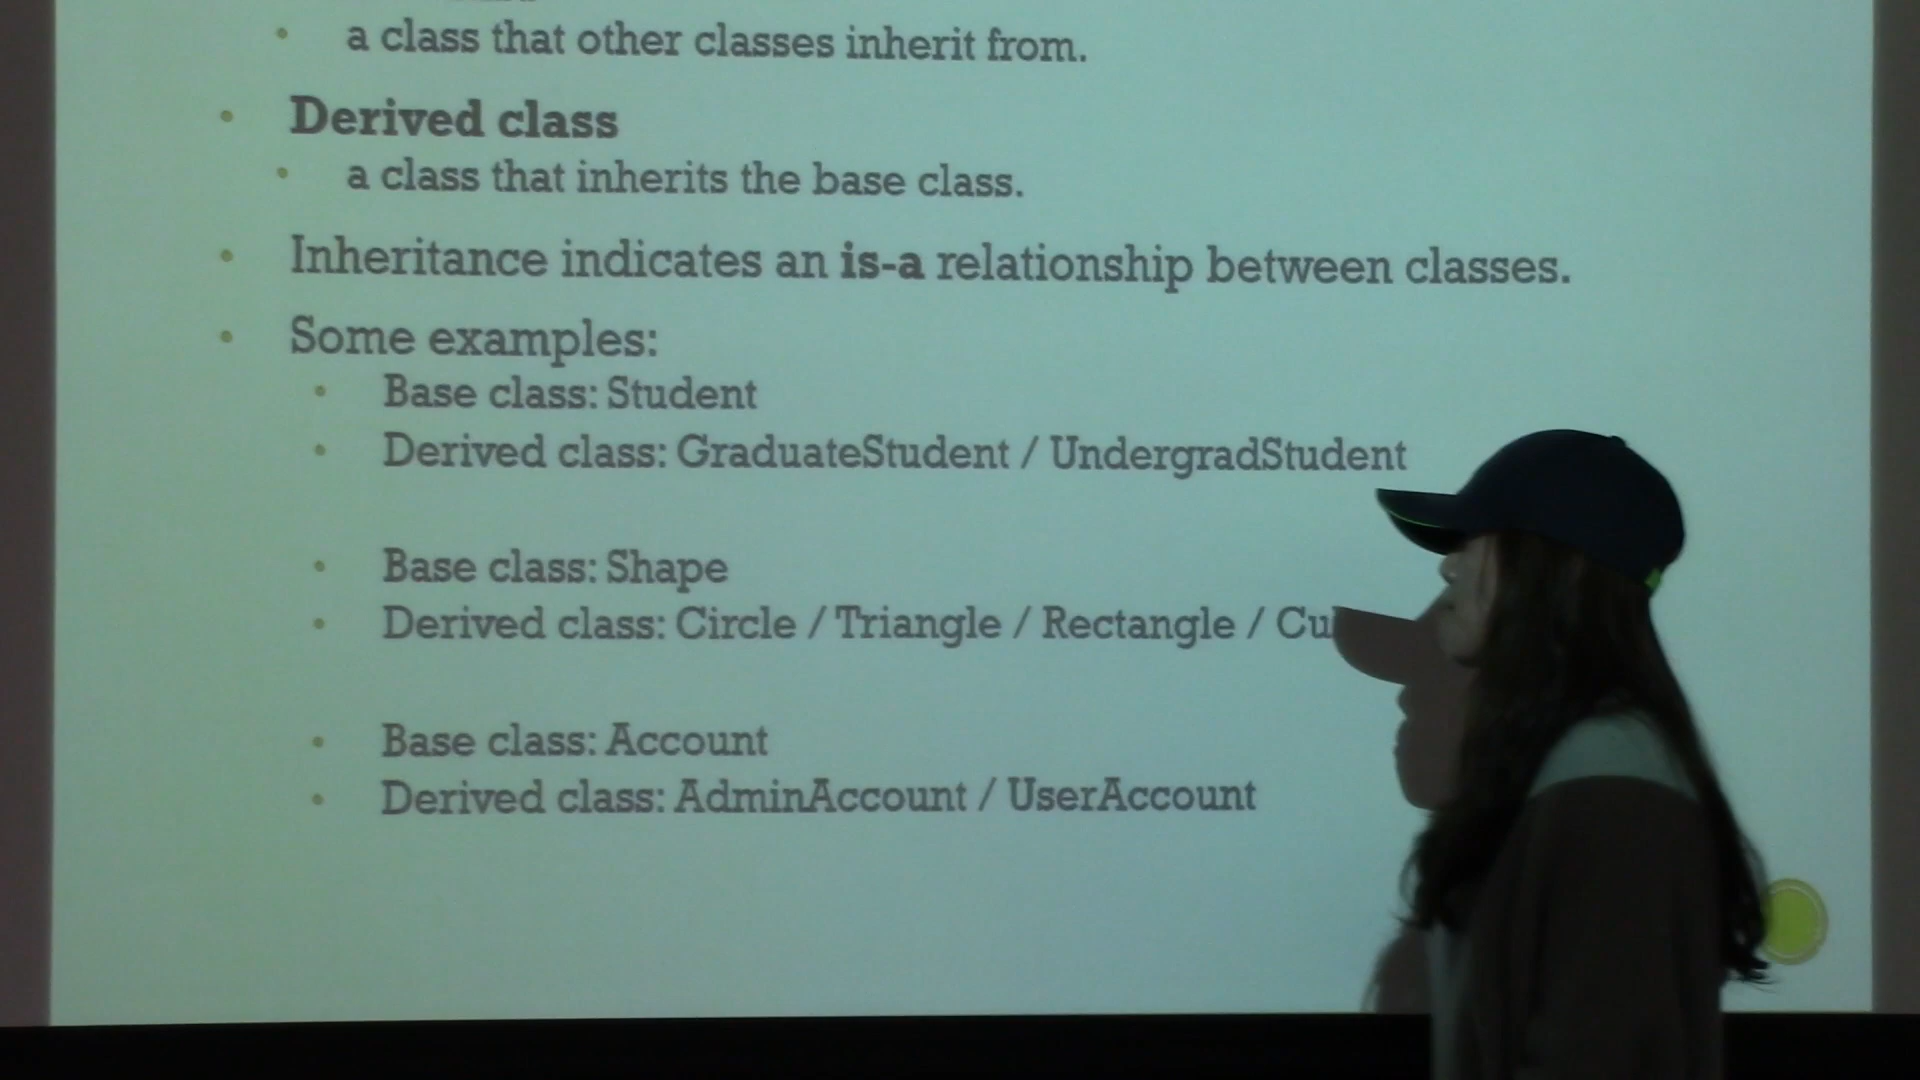 a class that other classes inherit from.
Derived class
a class that inherits the base class.
Inheritance indicates an is-a relationship between classes.
Some examples:
Base class: Student
Derived class: GraduateStudent / UndergradStudent
Base class: Shape
Derived class: Circle / Triangle / Rectangle /
Base class: Account
Derived class: AdminAccount / UserAccount